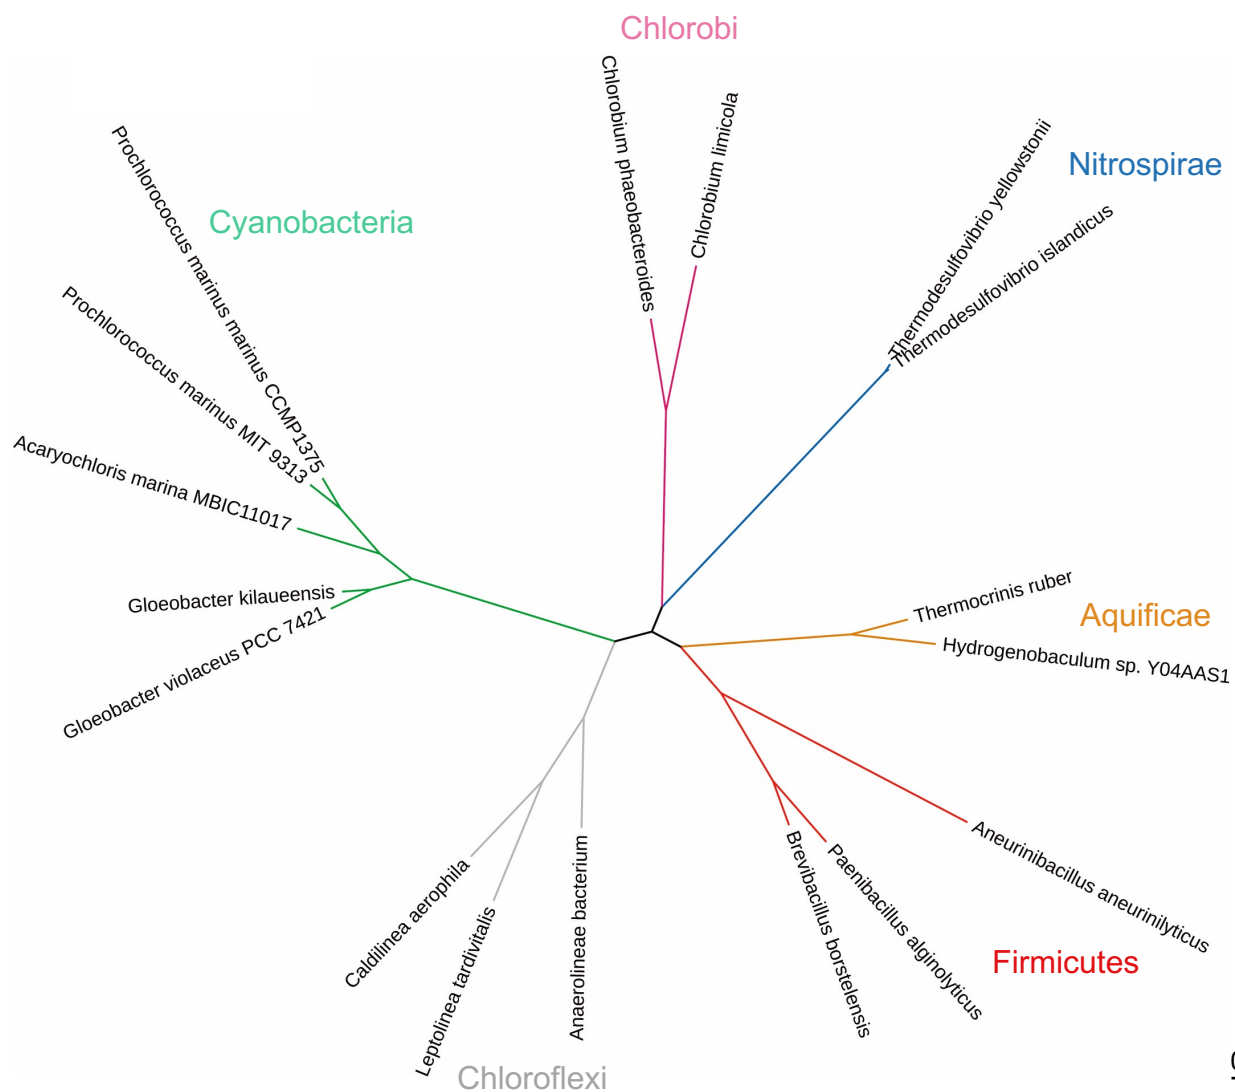 Chlorobi
Chlorobium phaeobacteroides
Chlorobium limicola
Nitrospirae
Thermodesulfovibrio yellowstonii
Thermodesulfovibrio islandicus
Cyanobacteria
Prochlorococcus marinus marinus CCMP1375
Prochlorococcus marinus MIT 9313
Acaryochloris marina MBIC11017
Gloeobacter kilaueensis
Gloeobacter violaceus PCC 7421
Thermocrinis ruber
Aquificae
Hydrogenobaculum sp. Y04AAS1
Aneurinibacillus aneurinilyticus
Paenibacillus alginolyticus
Brevibacillus borstelensis
Firmicutes
Caldilinea aerophila
Leptolinea tardivitalis
Anaerolineae bacterium
Chloroflexi